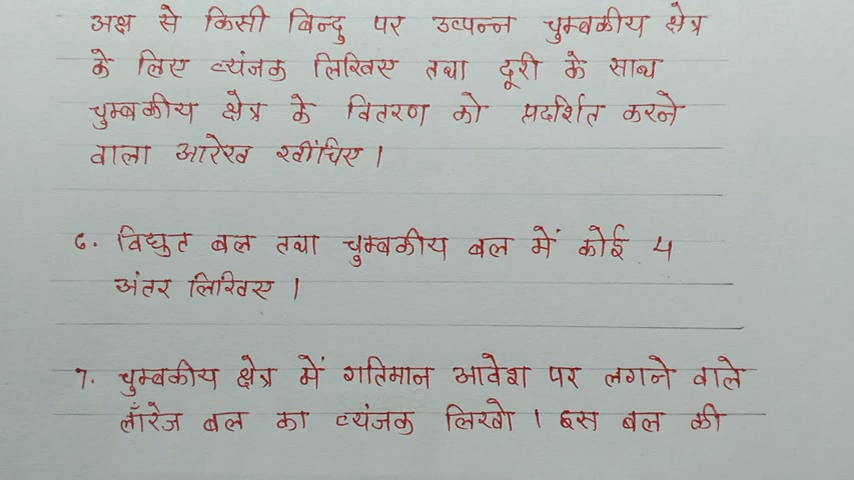 अक्ष से किसी बिन्दु पर उत्पन्न चुम्बकीय क्षेत्र
के लिए व्यंजक लिखिए तथा दूरी के साथ
चुम्बकीय क्षेत्र के वितरण को प्रदर्शित करने
वाला आरेख खींचिए।
6. विद्युत बल तथा चुम्बकीय बल में कोई 4
अंतर लिखिए।
7. चुम्बकीय क्षेत्र में गतिमान आवेश पर लगने वाले
लॉरेंज बल का व्यंजक लिखो। इस बल की